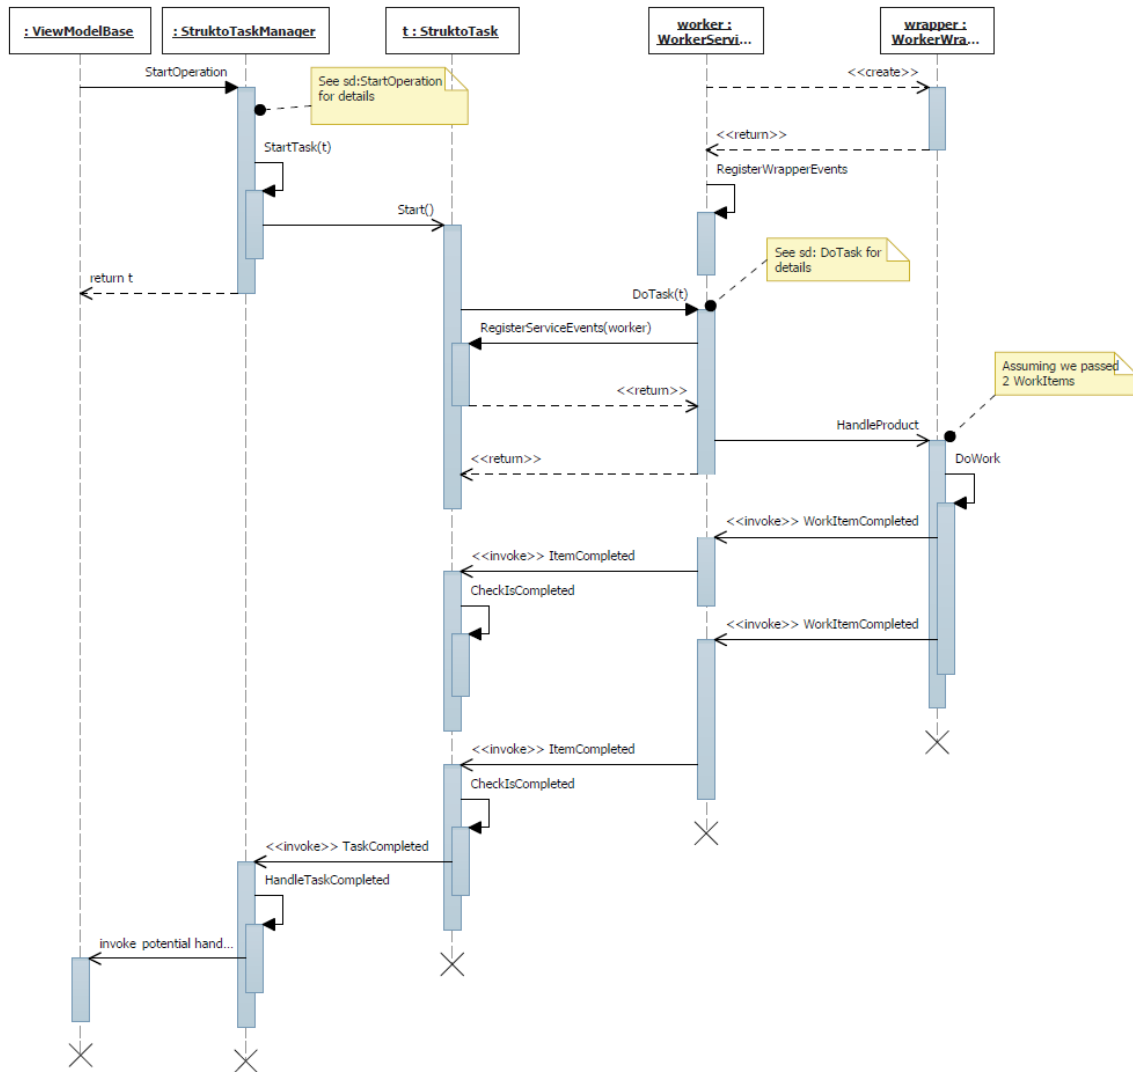 : ViewModelBase
: StruktoTaskManager
t : StruktoTask
worker :
WorkerServi...
wrapper :
WorkerWra...
StartOperation
See sd:StartOperation
for details
<<create>>
<<return>>
StartTask(t)
RegisterWrapperEvents
Start()
See sd: DoTask for
details
return t
DoTask(t)
RegisterServiceEvents(worker)
Assuming we passed
2 WorkItems
<<return>>
HandleProduct
<<return>>
DoWork
<<invoke>> WorkItemCompleted
<<invoke>> ItemCompleted
CheckIsCompleted
<<invoke>> WorkItemCompleted
<<invoke>> ItemCompleted
CheckIsCompleted
<<invoke>> TaskCompleted
HandleTaskCompleted
invoke potential hand...